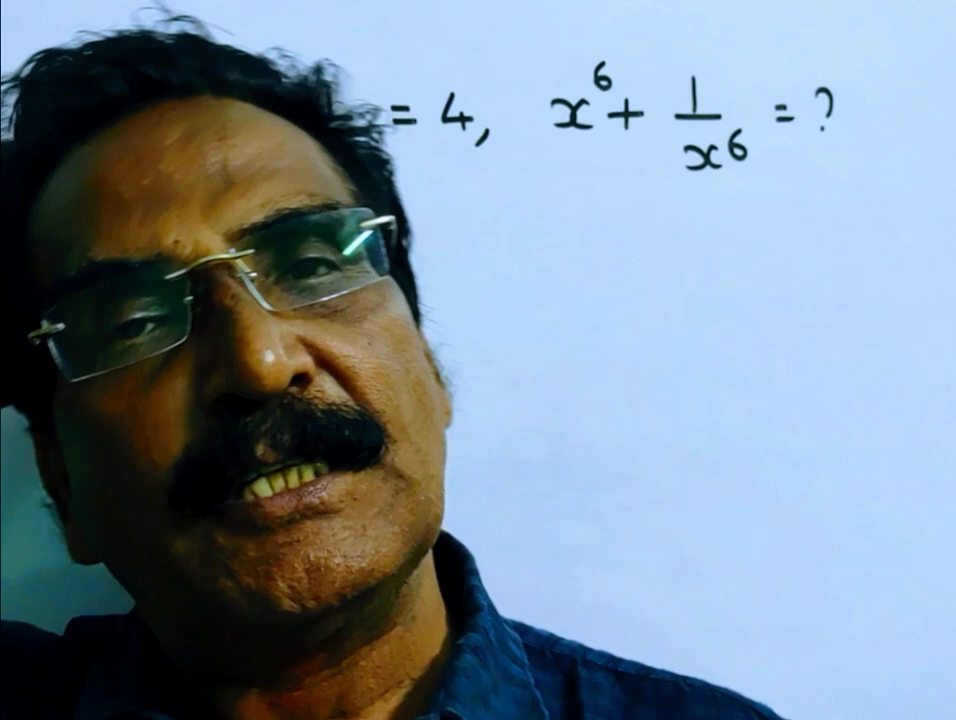 = 4, x⁶ + 1/x⁶ = ?